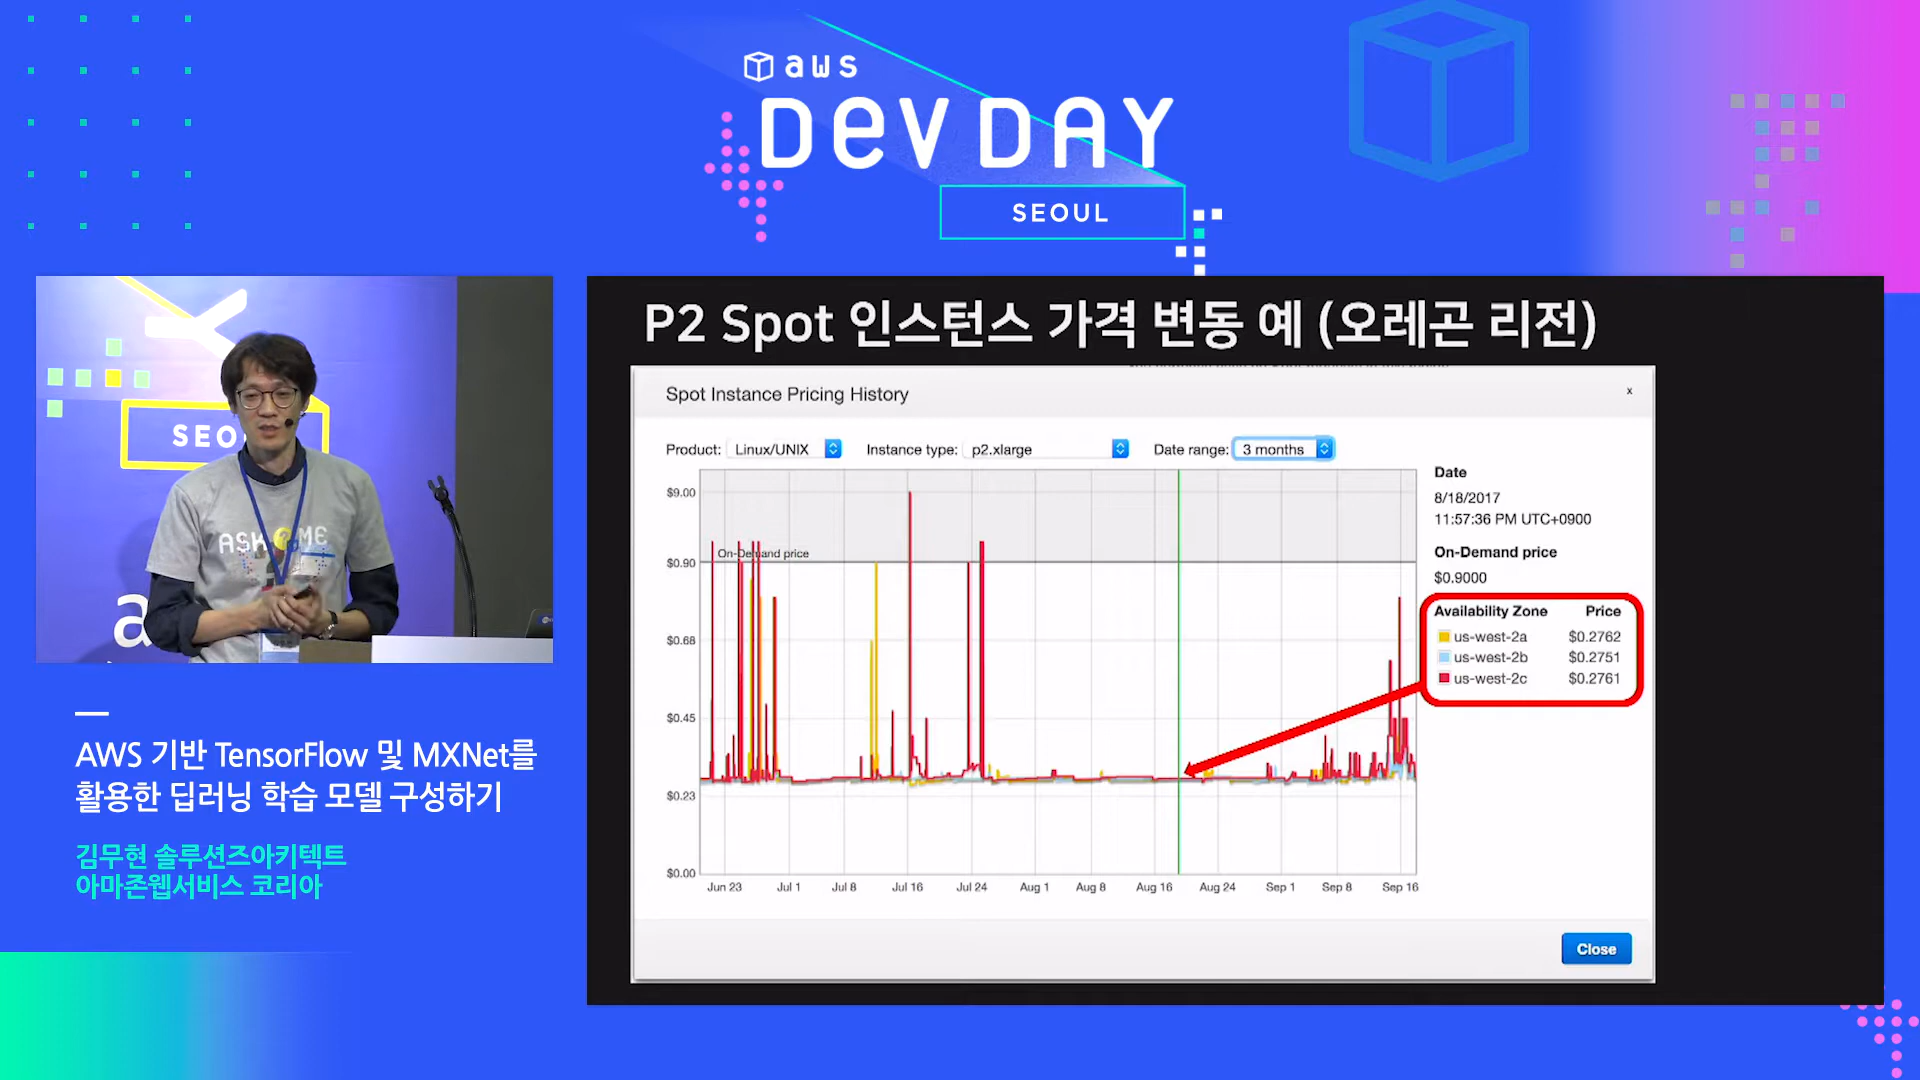 aws
DEV DAY
SEOUL
SEO
ASK ME
a
P2 Spot 인스턴스 가격 변동 예 (오레곤 리전)
Spot Instance Pricing History
x
Product: Linux/UNIX Instance type: p2.xlarge Date range: 3 months
$9.00
On-Demand price
$0.90
$0.68
$0.45
$0.23
$0.00
Jun 23 Jul 1 Jul 8 Jul 16 Jul 24 Aug 1 Aug 8 Aug 16 Aug 24 Sep 1 Sep 8 Sep 16
Date
8/18/2017
11:57:36 PM UTC+0900
On-Demand price
$0.9000
Availability Zone Price
us-west-2a $0.2762
us-west-2b $0.2751
us-west-2c $0.2761
Close
AWS 기반 TensorFlow 및 MXNet를
활용한 딥러닝 학습 모델 구성하기
김무현 솔루션즈아키텍트
아마존웹서비스 코리아